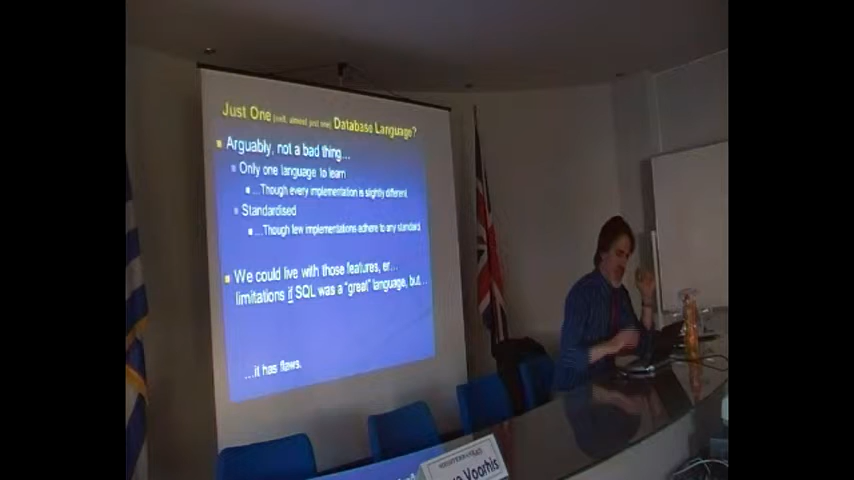 Just One (well, almost just one) Database Language?
Arguably, not a bad thing…
Only one language to learn
…Though every implementation is slightly different
Standardised
…Though few implementations adhere to any standard
We could live with those features, er…
limitations if SQL was a "great" language, but…
…it has flaws.
Voorhis